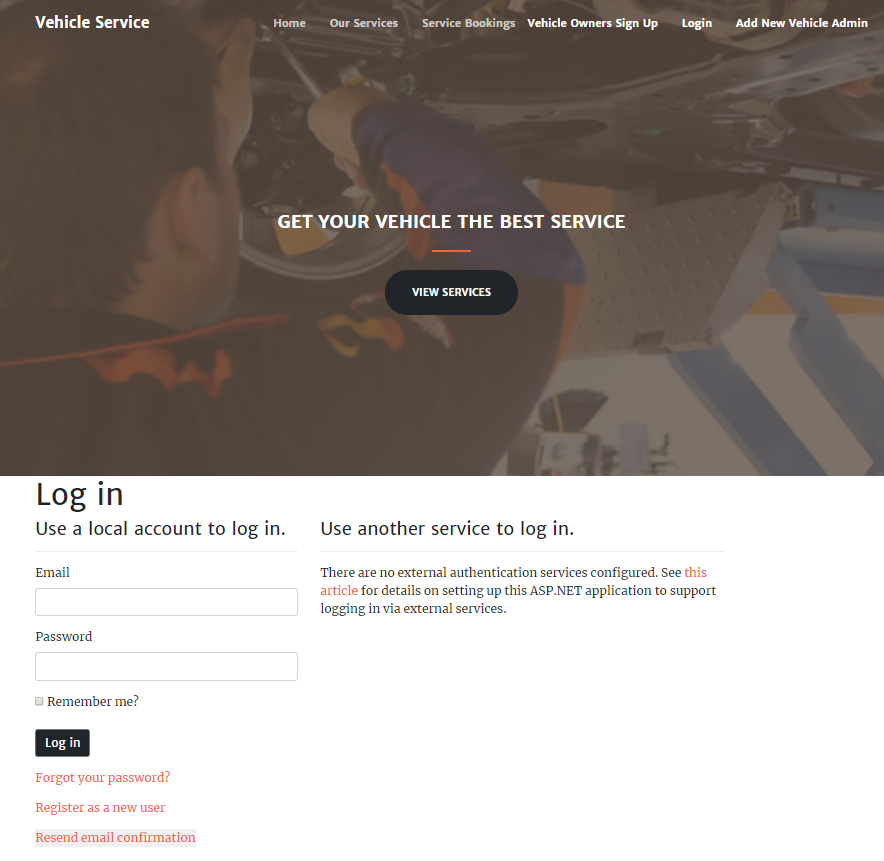 Vehicle Service
Home Our Services Service Bookings Vehicle Owners Sign Up Login Add New Vehicle Admin
GET YOUR VEHICLE THE BEST SERVICE
VIEW SERVICES
Log in
Use a local account to log in.
Email
Password
Remember me?
Log in
Forgot your password?
Register as a new user
Resend email confirmation
Use another service to log in.
There are no external authentication services configured. See this
article for details on setting up this ASP.NET application to support
logging in via external services.